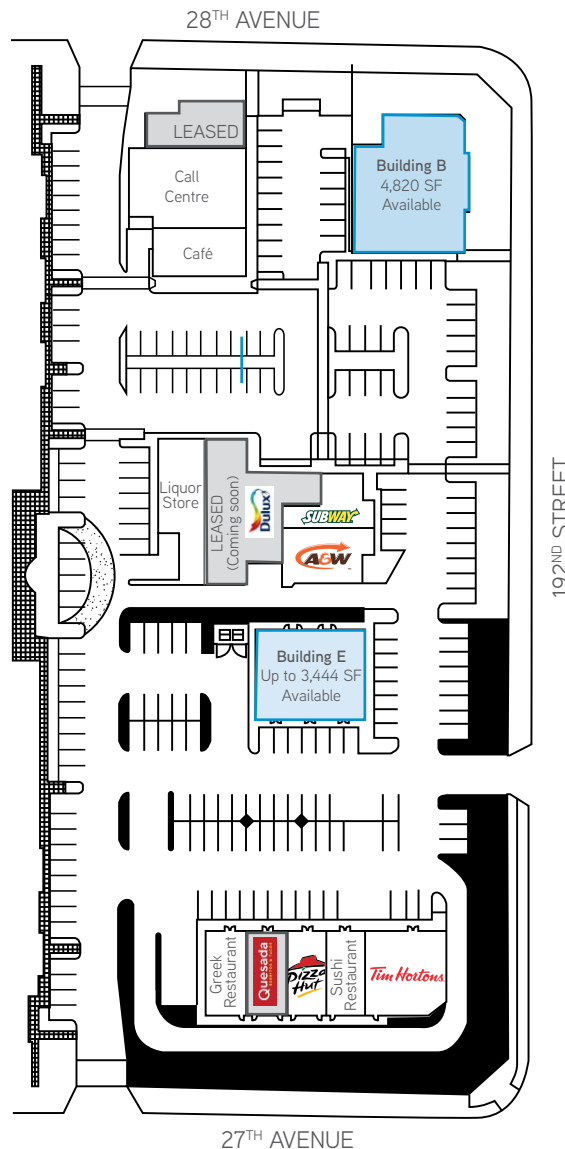 28TH AVENUE
LEASED
Call
Centre
Café
Building B
4,820 SF
Available
192ND STREET
Liquor
Store
LEASED
(Coming soon)
Dulux
SUBWAY
A&W
Building E
Up to 3,444 SF
Available
Greek
Restaurant
Quesada
BURRITOS & TACOS
Pizza
Hut
Sushi
Restaurant
Tim Hortons
27TH AVENUE